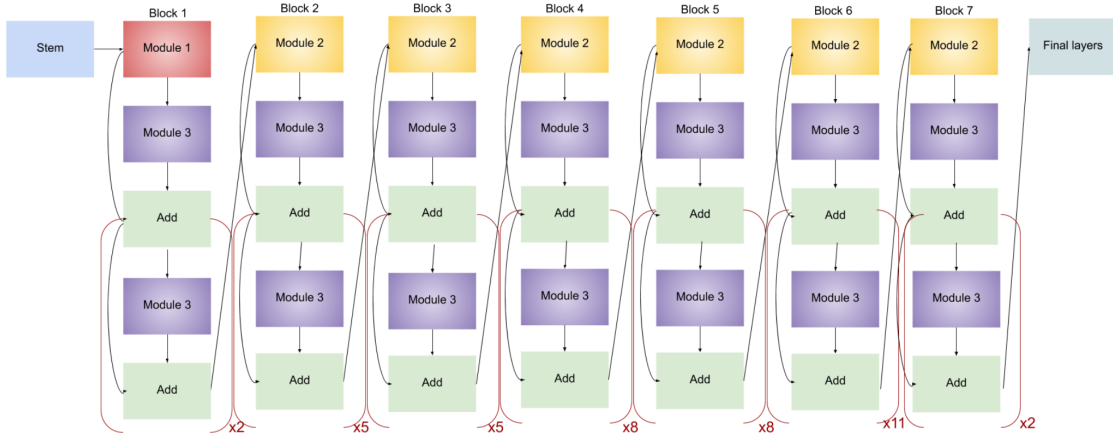 Block 1
Block 2
Block 3
Block 4
Block 5
Block 6
Block 7
Stem
Module 1
Module 2
Module 2
Module 2
Module 2
Module 2
Module 2
Final layers
Module 3
Module 3
Module 3
Module 3
Module 3
Module 3
Module 3
Add
Add
Add
Add
Add
Add
Add
Module 3
Module 3
Module 3
Module 3
Module 3
Module 3
Module 3
Add
Add
Add
Add
Add
Add
Add
x2
x5
x5
x8
x8
x11
x2